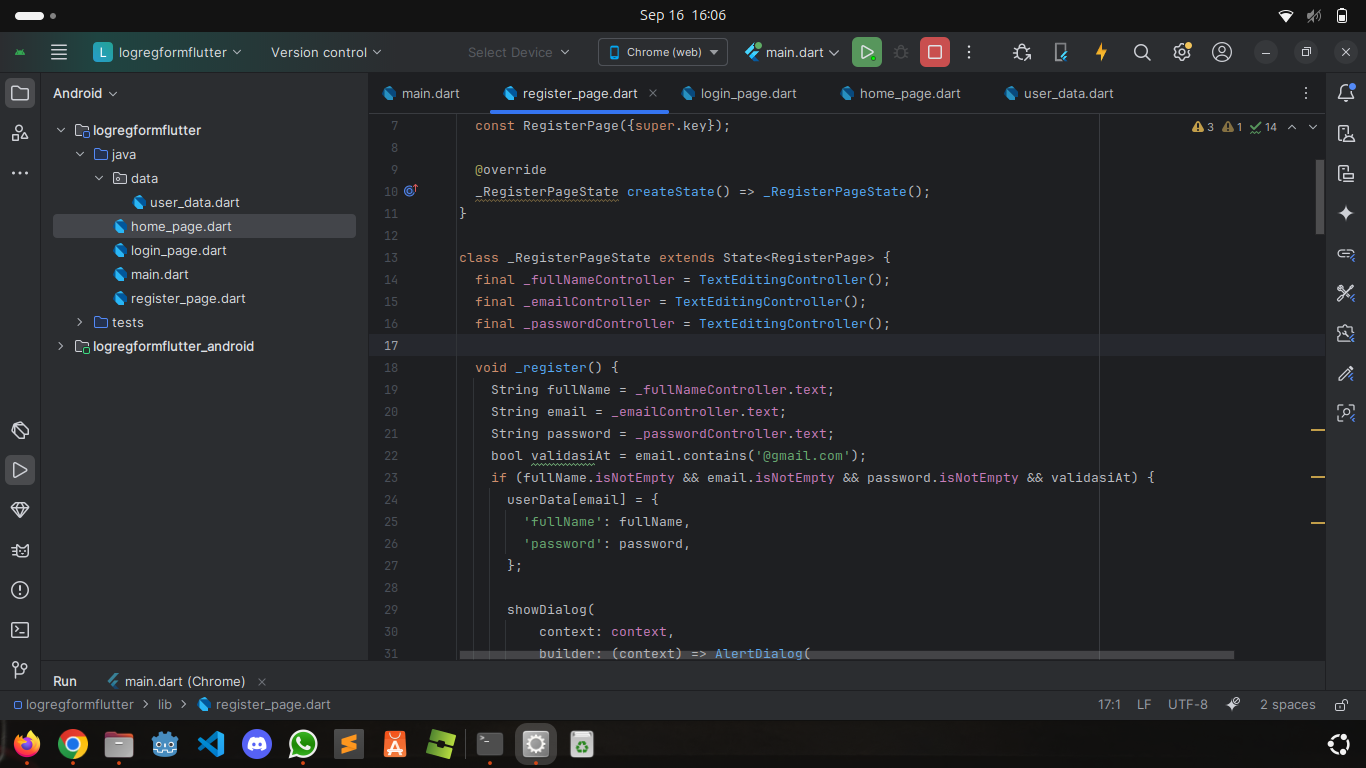 Sep 16 16:06
L logregformflutter Version control Select Device Chrome (web) main.dart
Android
main.dart register_page.dart login_page.dart home_page.dart user_data.dart
logregformflutter
java
data
user_data.dart
home_page.dart
login_page.dart
main.dart
register_page.dart
tests
logregformflutter_android
3 1 14
7 const RegisterPage({super.key});
8
9 @override
10 _RegisterPageState createState() => _RegisterPageState();
11 }
12
13 class _RegisterPageState extends State<RegisterPage> {
14 final _fullNameController = TextEditingController();
15 final _emailController = TextEditingController();
16 final _passwordController = TextEditingController();
17
18 void _register() {
19 String fullName = _fullNameController.text;
20 String email = _emailController.text;
21 String password = _passwordController.text;
22 bool validasiAt = email.contains('@gmail.com');
23 if (fullName.isNotEmpty && email.isNotEmpty && password.isNotEmpty && validasiAt) {
24 userData[email] = {
25 'fullName': fullName,
26 'password': password,
27 };
28
29 showDialog(
30 context: context,
31 builder: (context) => AlertDialog(
Run main.dart (Chrome)
logregformflutter lib register_page.dart 17:1 LF UTF-8 2 spaces